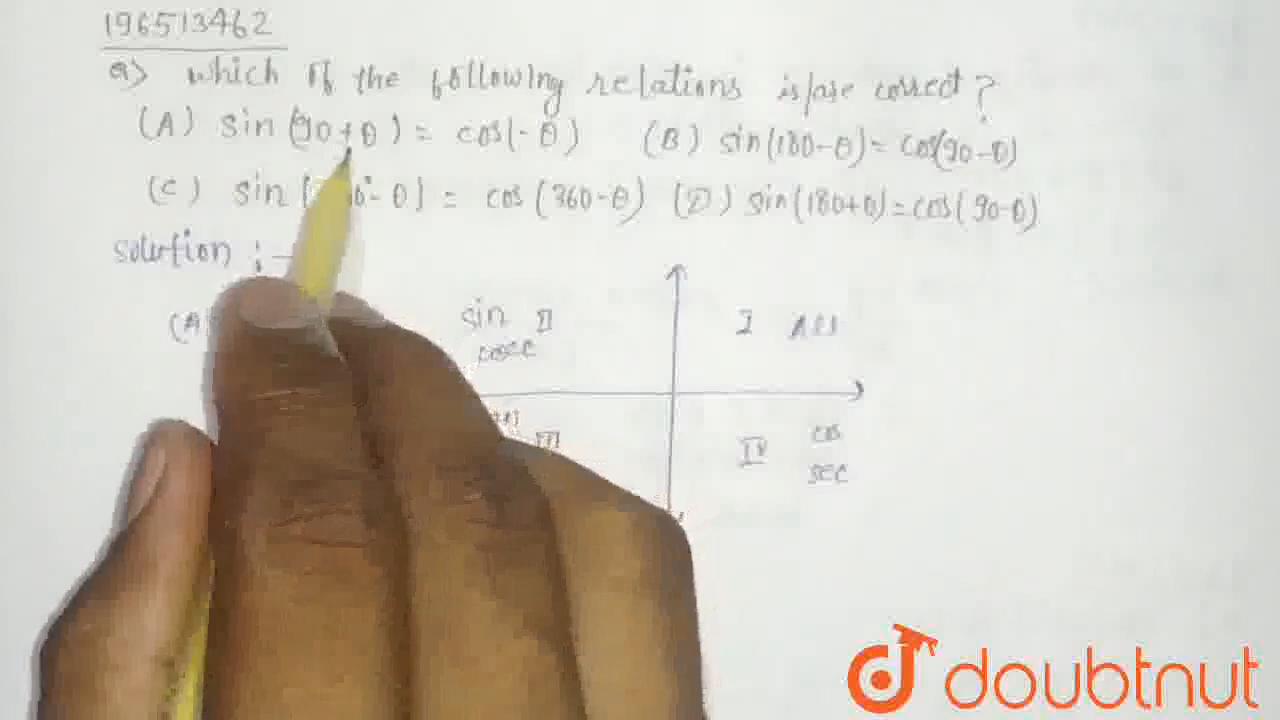 196513462
Q) which of the following relations is/are correct?
(A) sin(90+θ) = cos(-θ) (B) sin(180-θ)=cos(90-θ)
(C) sin( 0°-θ) = cos(360-θ) (D) sin(180+θ)=cos(90-θ)
solution :-
(A)
sin II I All
cosec
III IV cos
sec
doubtnut